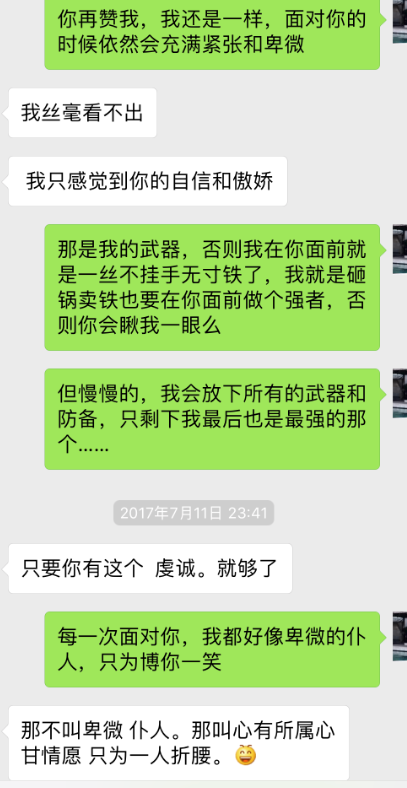 你再赞我，我还是一样，面对你的
时候依然会充满紧张和卑微
我丝毫看不出
我只感觉到你的自信和傲娇
那是我的武器，否则我在你面前就
是一丝不挂手无寸铁了，我就是砸
锅卖铁也要在你面前做个强者，否
则你会瞅我一眼么
但慢慢的，我会放下所有的武器和
防备，只剩下我最后也是最强的那
个……
2017年7月11日 23:41
只要你有这个  虔诚。就够了
每一次面对你，我都好像卑微的仆
人，只为博你一笑
那不叫卑微 仆人。那叫心有所属心
甘情愿 只为一人折腰。😄